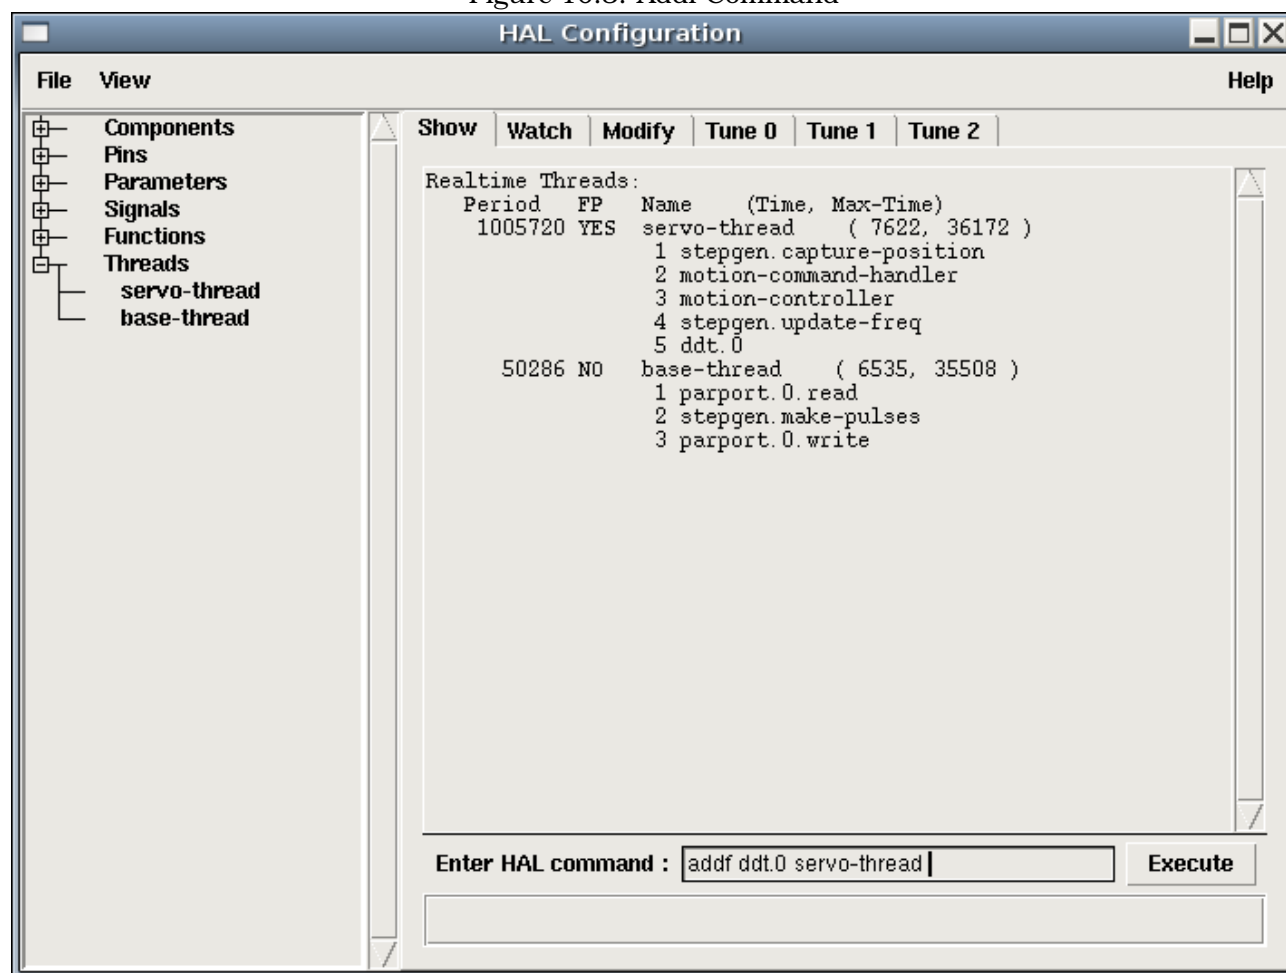 Figure 10.8: Addf Command
HAL Configuration
File View Help
Components
Pins
Parameters
Signals
Functions
Threads
servo-thread
base-thread
Show Watch Modify Tune 0 Tune 1 Tune 2
Realtime Threads:
Period FP Name (Time, Max-Time)
1005720 YES servo-thread ( 7622, 36172 )
1 stepgen.capture-position
2 motion-command-handler
3 motion-controller
4 stepgen.update-freq
5 ddt.0
50286 NO base-thread ( 6535, 35508 )
1 parport.0.read
2 stepgen.make-pulses
3 parport.0.write
Enter HAL command : addf ddt.0 servo-thread Execute